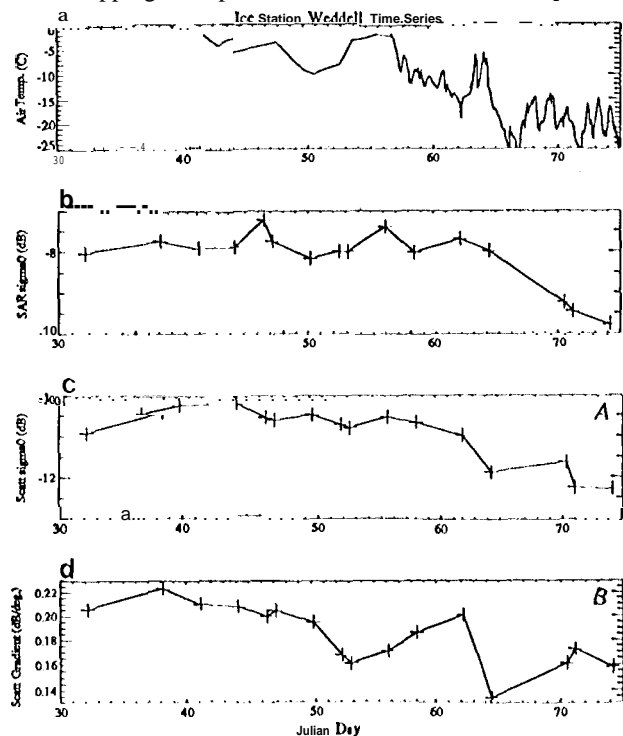 a
Ice Station Weddell Time Series
Air Temp. (C)
-5
-10
-15
-20
-25
30 40 50 60 70
b
SAR sigma0 (dB)
-8
-10
30 40 50 60 70
c
A
Scatt sigma0 (dB)
-12
30 40 50 60 70
a
d
B
Scatt Gradient (dB/deg.)
0.22
0.20
0.18
0.16
0.14
30 40 50 60 70
Julian Day